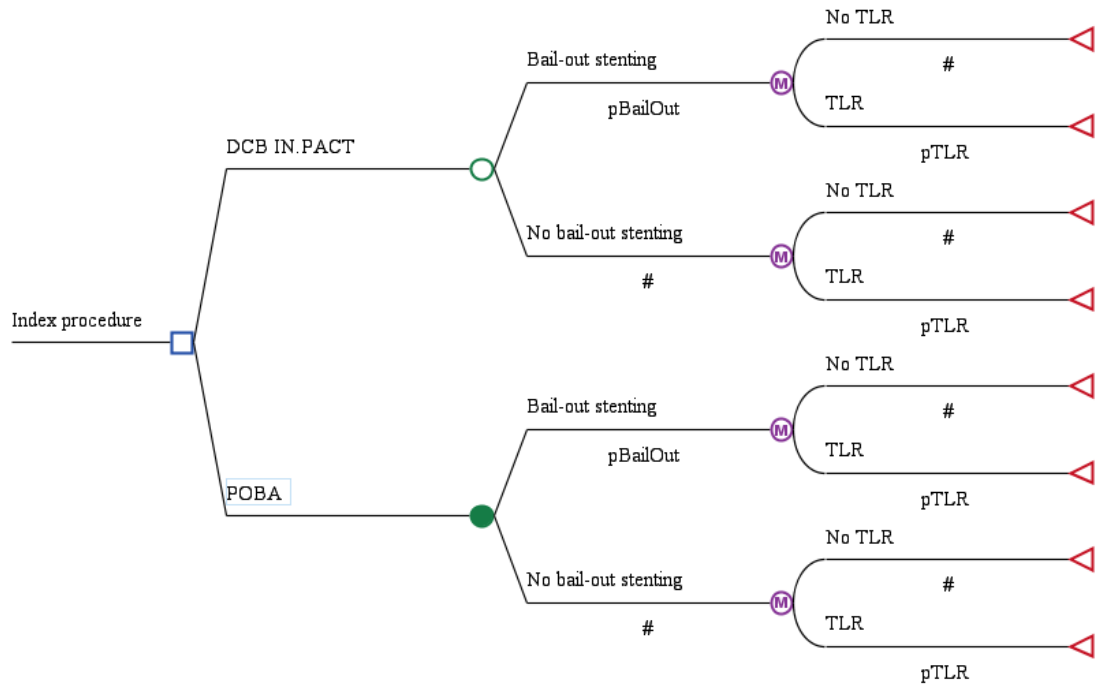 No TLR
Bail-out stenting
M
#
pBailOut
TLR
pTLR
DCB IN.PACT
No TLR
No bail-out stenting
M
#
#
TLR
pTLR
Index procedure
No TLR
Bail-out stenting
M
#
pBailOut
TLR
pTLR
POBA
No TLR
No bail-out stenting
M
#
#
TLR
pTLR